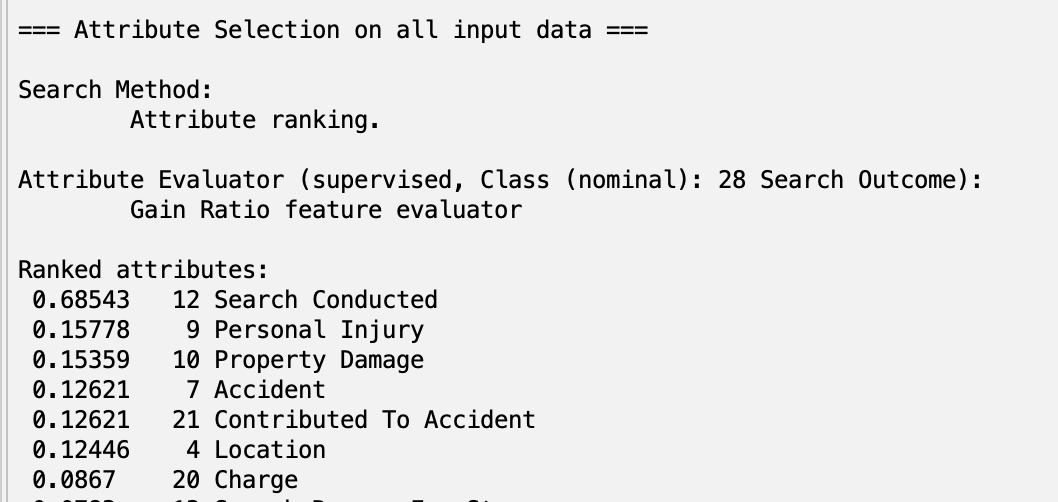 === Attribute Selection on all input data ===
Search Method:
Attribute ranking.
Attribute Evaluator (supervised, Class (nominal): 28 Search Outcome):
Gain Ratio feature evaluator
Ranked attributes:
0.68543 12 Search Conducted
0.15778 9 Personal Injury
0.15359 10 Property Damage
0.12621 7 Accident
0.12621 21 Contributed To Accident
0.12446 4 Location
0.0867 20 Charge